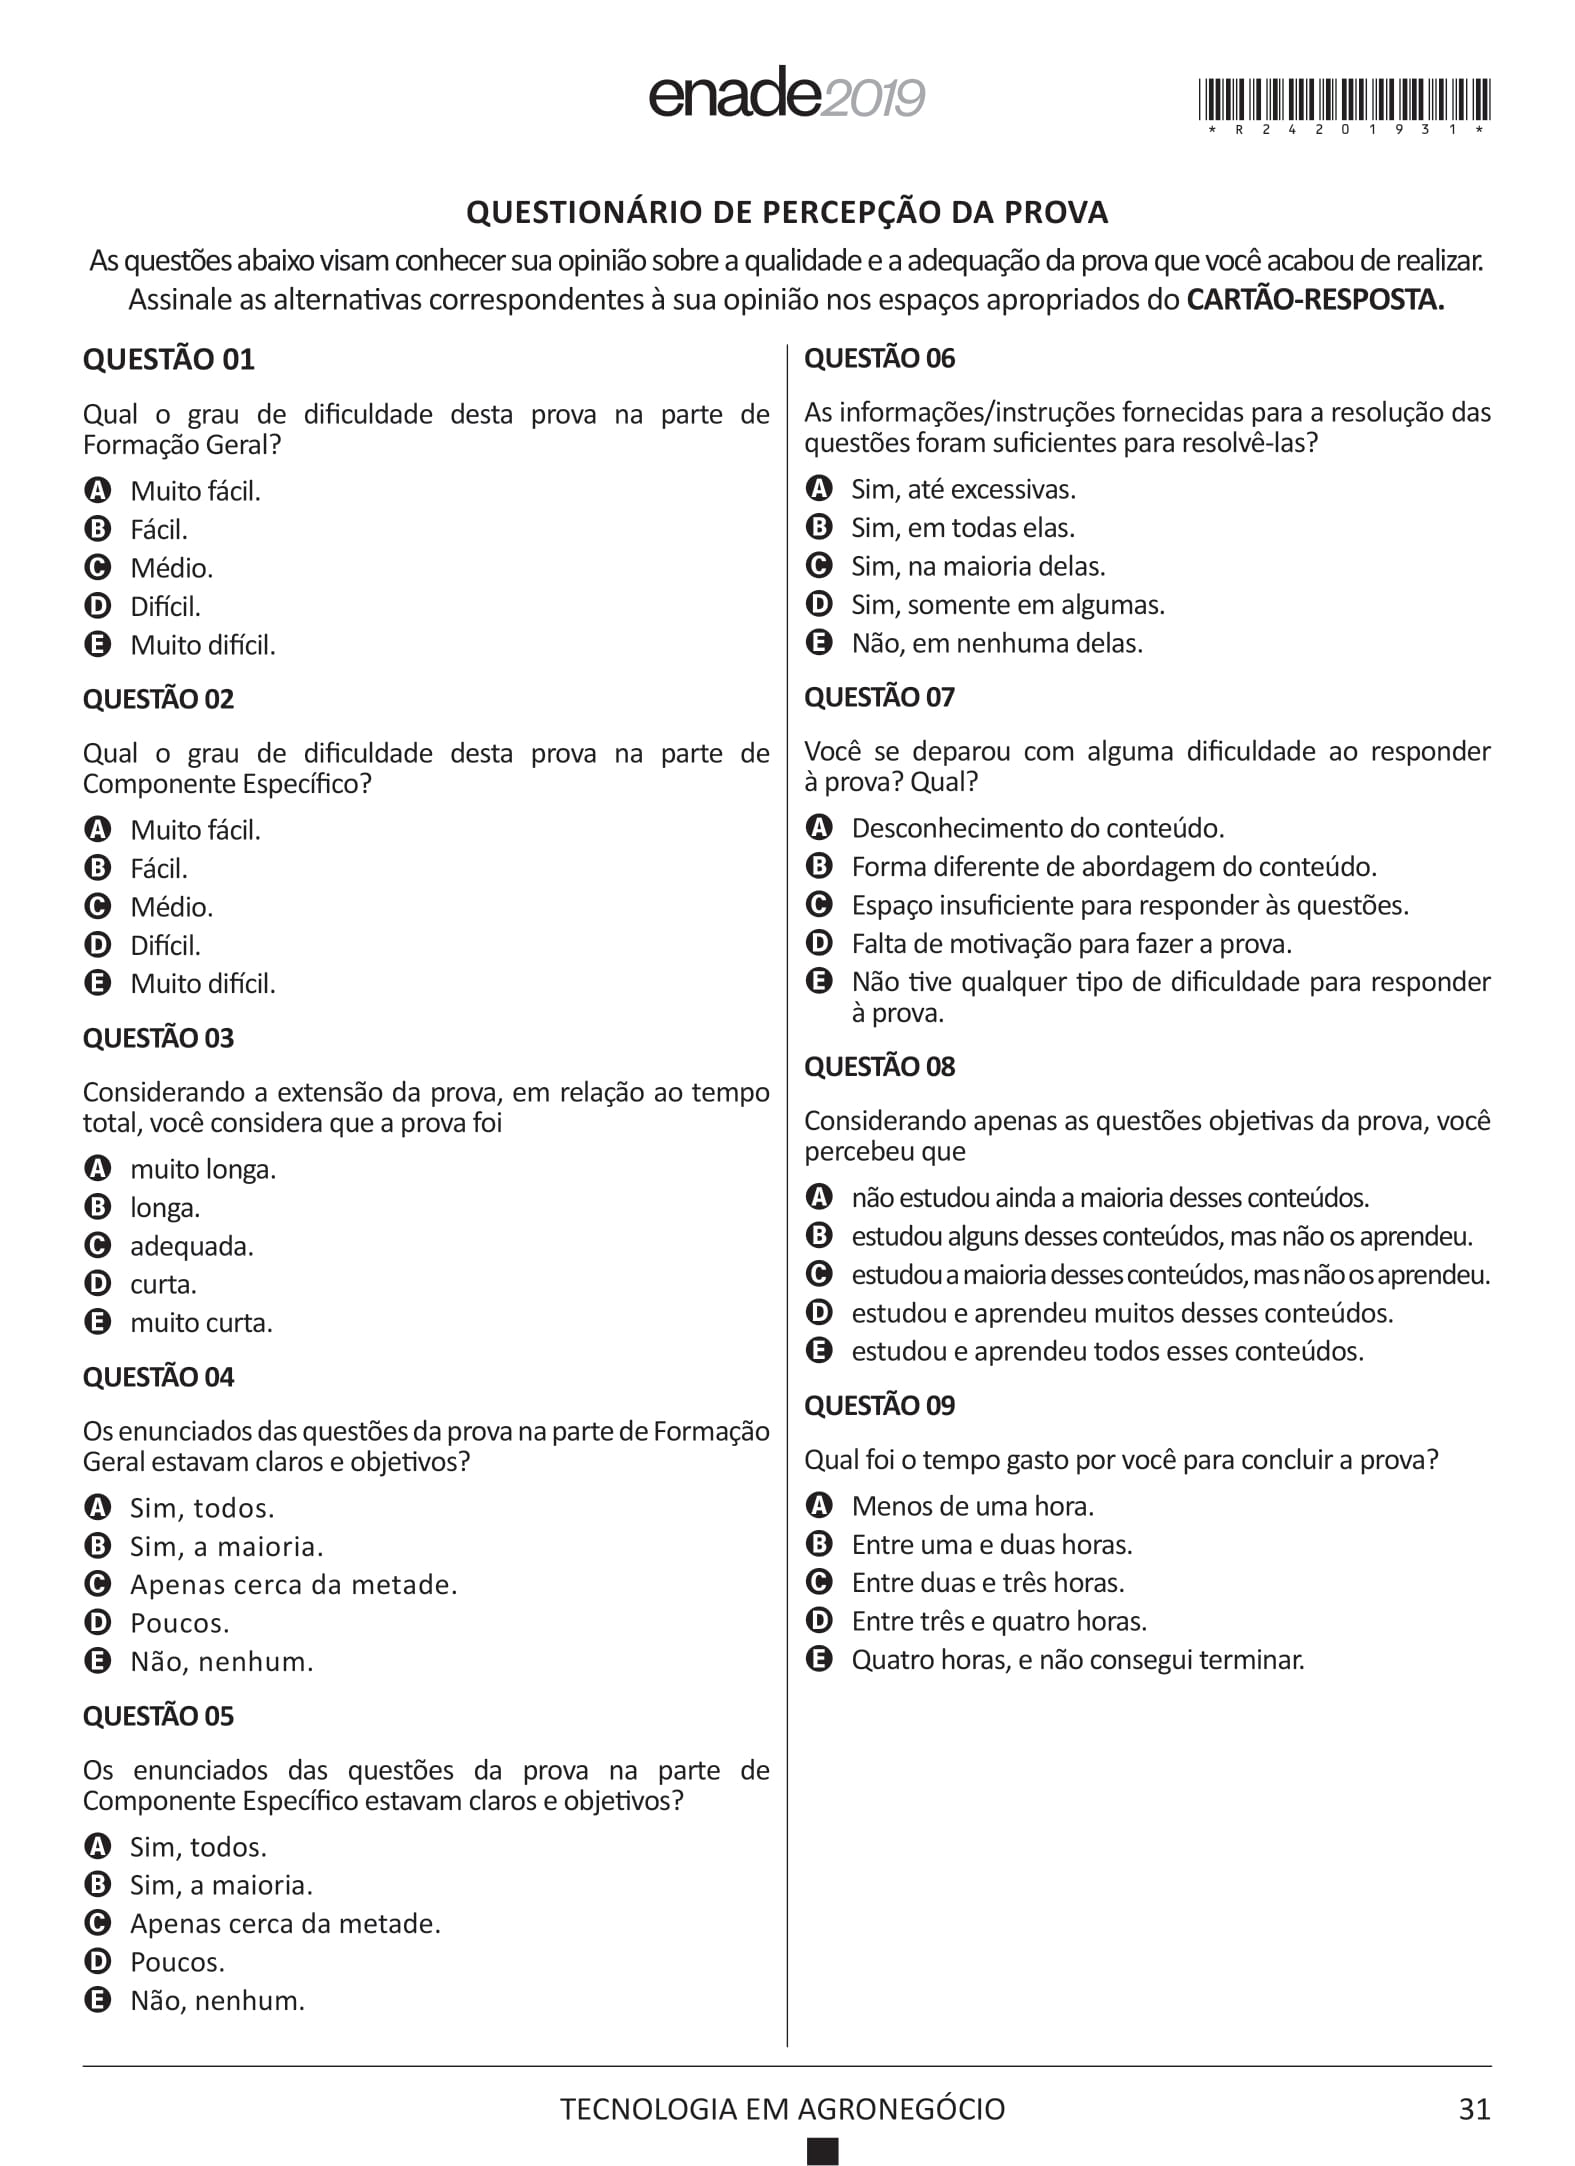 enade2019
*R24201931*
QUESTIONÁRIO DE PERCEPÇÃO DA PROVA
As questões abaixo visam conhecer sua opinião sobre a qualidade e a adequação da prova que você acabou de realizar.
Assinale as alternativas correspondentes à sua opinião nos espaços apropriados do CARTÃO-RESPOSTA.
QUESTÃO 01
Qual o grau de dificuldade desta prova na parte de
Formação Geral?
A Muito fácil.
B Fácil.
C Médio.
D Difícil.
E Muito difícil.
QUESTÃO 02
Qual o grau de dificuldade desta prova na parte de
Componente Específico?
A Muito fácil.
B Fácil.
C Médio.
D Difícil.
E Muito difícil.
QUESTÃO 03
Considerando a extensão da prova, em relação ao tempo
total, você considera que a prova foi
A muito longa.
B longa.
C adequada.
D curta.
E muito curta.
QUESTÃO 04
Os enunciados das questões da prova na parte de Formação
Geral estavam claros e objetivos?
A Sim, todos.
B Sim, a maioria.
C Apenas cerca da metade.
D Poucos.
E Não, nenhum.
QUESTÃO 05
Os enunciados das questões da prova na parte de
Componente Específico estavam claros e objetivos?
A Sim, todos.
B Sim, a maioria.
C Apenas cerca da metade.
D Poucos.
E Não, nenhum.
QUESTÃO 06
As informações/instruções fornecidas para a resolução das
questões foram suficientes para resolvê-las?
A Sim, até excessivas.
B Sim, em todas elas.
C Sim, na maioria delas.
D Sim, somente em algumas.
E Não, em nenhuma delas.
QUESTÃO 07
Você se deparou com alguma dificuldade ao responder
à prova? Qual?
A Desconhecimento do conteúdo.
B Forma diferente de abordagem do conteúdo.
C Espaço insuficiente para responder às questões.
D Falta de motivação para fazer a prova.
E Não tive qualquer tipo de dificuldade para responder
à prova.
QUESTÃO 08
Considerando apenas as questões objetivas da prova, você
percebeu que
A não estudou ainda a maioria desses conteúdos.
B estudou alguns desses conteúdos, mas não os aprendeu.
C estudou a maioria desses conteúdos, mas não os aprendeu.
D estudou e aprendeu muitos desses conteúdos.
E estudou e aprendeu todos esses conteúdos.
QUESTÃO 09
Qual foi o tempo gasto por você para concluir a prova?
A Menos de uma hora.
B Entre uma e duas horas.
C Entre duas e três horas.
D Entre três e quatro horas.
E Quatro horas, e não consegui terminar.
TECNOLOGIA EM AGRONEGÓCIO
31